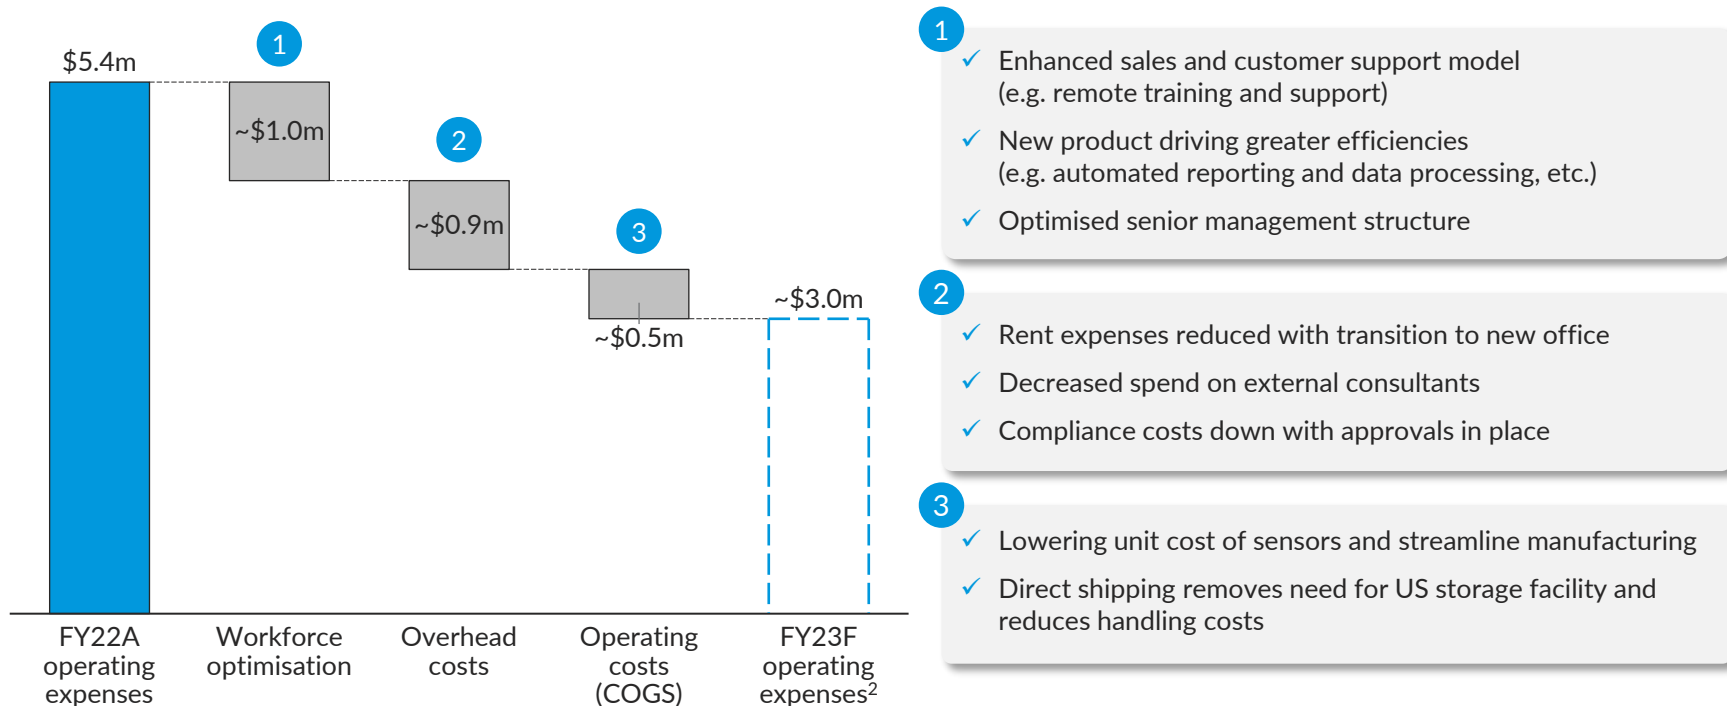 $5.4m
1
~$1.0m
2
~$0.9m
3
~$0.5m
~$3.0m
FY22A
operating
expenses
Workforce
optimisation
Overhead
costs
Operating
costs
(COGS)
FY23F
operating
expenses²
1
✓ Enhanced sales and customer support model
(e.g. remote training and support)
✓ New product driving greater efficiencies
(e.g. automated reporting and data processing, etc.)
✓ Optimised senior management structure
2
✓ Rent expenses reduced with transition to new office
✓ Decreased spend on external consultants
✓ Compliance costs down with approvals in place
3
✓ Lowering unit cost of sensors and streamline manufacturing
✓ Direct shipping removes need for US storage facility and
reduces handling costs